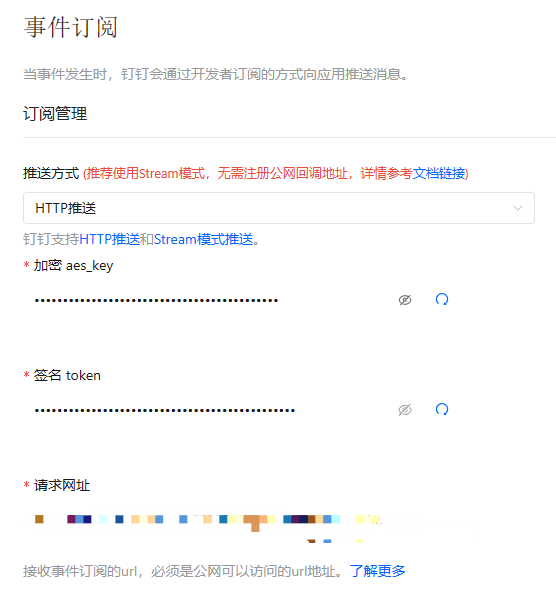 事件订阅
当事件发生时，钉钉会通过开发者订阅的方式向应用推送消息。
订阅管理
推送方式 (推荐使用Stream模式，无需注册公网回调地址，详情参考文档链接)
HTTP推送
钉钉支持HTTP推送和Stream模式推送。
* 加密 aes_key
* 签名 token
* 请求网址
接收事件订阅的url，必须是公网可以访问的url地址。了解更多